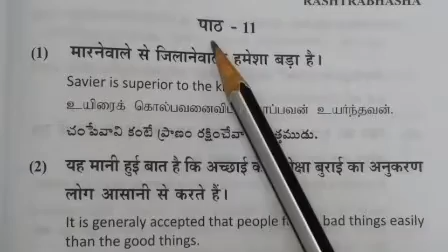 RASHTRABHASHA
पाठ - 11
(1) मारनेवाले से जिलानेवाले हमेशा बड़ा है।
Savier is superior to the
உயிரைக் கொல்பவனைவிட உயர்ந்தவன்.
చంపేవాని కంటే ప్రాణం రక్షించేవా
(2) यह मानी हुई बात है कि अच्छाई की अपेक्षा बुराई का अनुकरण
लोग आसानी से करते हैं।
It is generaly accepted that people bad things easily
than the good things.